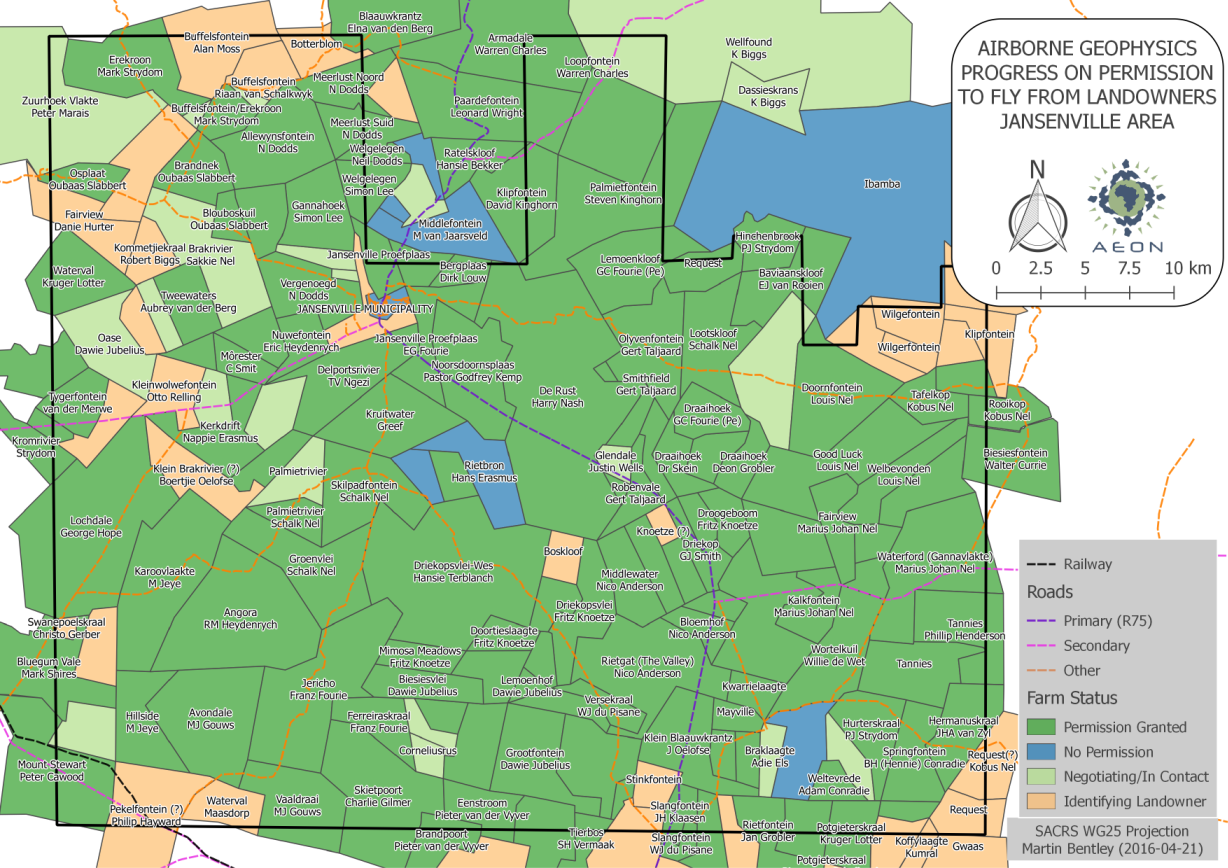 AIRBORNE GEOPHYSICS
PROGRESS ON PERMISSION
TO FLY FROM LANDOWNERS
JANSENVILLE AREA
N
AEON
0 2.5 5 7.5 10 km
Blaauwkrantz
Elna van den Berg
Buffelsfontein
Alan Moss
Botterblom
Armadale
Warren Charles
Wellfound
K Biggs
Erekroon
Mark Strydom
Loopfontein
Warren Charles
Meerlust Noord
N Dodds
Buffelsfontein
Riaan van Schalkwyk
Dassieskrans
K Biggs
Zuurhoek Vlakte
Peter Marais
Buffelsfontein/Erekroon
Mark Strydom
Paardefontein
Leonard Wright
Meerlust Suid
N Dodds
Allewynsfontein
N Dodds
Welgelegen
Neil Dodds
Ratelskloof
Hansie Bekker
Brandnek
Oubaas Slabbert
Osplaat
Oubaas Slabbert
Welgelegen
Simon Lee
Ibamba
Klipfontein
David Kinghorn
Palmietfontein
Steven Kinghorn
Fairview
Danie Hurter
Blouboskuil
Oubaas Slabbert
Gannahoek
Simon Lee
Middlefontein
M van Jaarsveld
Hinehenbrook
PJ Strydom
Kommetjiekraal
Robert Biggs
Brakrivier
Sakkie Nel
Jansenville Proefplaas
Bergplaas
Dirk Louw
Lemoenkloof
GC Fourie (Pe)
Request
Baviaanskloof
EJ van Rooien
Waterval
Kruger Lotter
Vergenoegd
N Dodds
Tweewaters
Aubrey van der Berg
JANSENVILLE MUNICIPALITY
Wilgefontein
Klipfontein
Oase
Dawie Jubelius
Nuwefontein
Eric Heydenrych
Jansenville Proefplaas
EG Fourie
Olyvenfontein
Gert Taljaard
Lootskloof
Schalk Nel
Wilgerfontein
Môrester
C Smit
Delportsrivier
TV Ngezi
Noorsdoornsplaas
Pastor Godfrey Kemp
Smithfield
Gert Taljaard
Kleinwolwefontein
Otto Relling
De Rust
Harry Nash
Doornfontein
Louis Nel
Tafelkop
Kobus Nel
Tygerfontein
van der Merwe
Rooikop
Kobus Nel
Draaihoek
GC Fourie (Pe)
Kruitwater
Greef
Kerkdrift
Nappie Erasmus
Kromrivier
Strydom
Glendale
Justin Wells
Draaihoek
Dr Skein
Draaihoek
Deon Grobler
Good Luck
Louis Nel
Biesiesfontein
Walter Currie
Klein Brakrivier (?)
Boertjie Oelofse
Palmietrivier
Rietbron
Hans Erasmus
Welbevonden
Louis Nel
Skilpadfontein
Schalk Nel
Robenvale
Gert Taljaard
Palmietrivier
Schalk Nel
Droogeboom
Fritz Knoetze
Fairview
Marius Johan Nel
Lochdale
George Hope
Knoetze (?)
Driekop
GJ Smith
Boskloof
Groenvlei
Schalk Nel
Driekopsvlei-Wes
Hansie Terblanch
Waterford (Gannavlakte)
Marius Johan Nel
Karoovlaakte
M Jeye
Middlewater
Nico Anderson
Kalkfontein
Marius Johan Nel
Driekopsvlei
Fritz Knoetze
Angora
RM Heydenrych
Swanepoelskraal
Christo Gerber
Bloemhof
Nico Anderson
Tannies
Phillip Henderson
Doortieslaagte
Fritz Knoetze
Mimosa Meadows
Fritz Knoetze
Wortelkuil
Willie de Wet
Bluegum Vale
Mark Shires
Rietgat (The Valley)
Nico Anderson
Tannies
Biesiesvlei
Dawie Jubelius
Lemoenhof
Dawie Jubelius
Jericho
Franz Fourie
Kwarrielaagte
Versekraal
WJ du Pisane
Hillside
M Jeye
Avondale
MJ Gouws
Ferreiraskraal
Franz Fourie
Mayville
Hurterskraal
PJ Strydom
Hermanuskraal
JHA van Zyl
Klein Blaauwkrantz
J Oelofse
Corneliusrus
Grootfontein
Dawie Jubelius
Braklaagte
Adie Els
Springfontein
BH (Hennie) Conradie
Request(?)
Kobus Nel
Mount Stewart
Peter Cawood
Stinkfontein
Weltevrede
Adam Conradie
Skietpoort
Charlie Gilmer
Vaaldraai
MJ Gouws
Waterval
Maasdorp
Pekelfontein (?)
Philip Hayward
Eenstroom
Pieter van der Vyver
Slangfontein
JH Klaasen
Request
Brandpoort
Pieter van der Vyver
Tierbos
SH Vermaak
Slangfontein
WJ du Pisane
Rietfontein
Jan Grobler
Potgieterskraal
Kruger Lotter
Koffylaagte
Kumral
Gwaas
Potgieterskraal
Railway
Roads
Primary (R75)
Secondary
Other
Farm Status
Permission Granted
No Permission
Negotiating/In Contact
Identifying Landowner
SACRS WG25 Projection
Martin Bentley (2016-04-21)